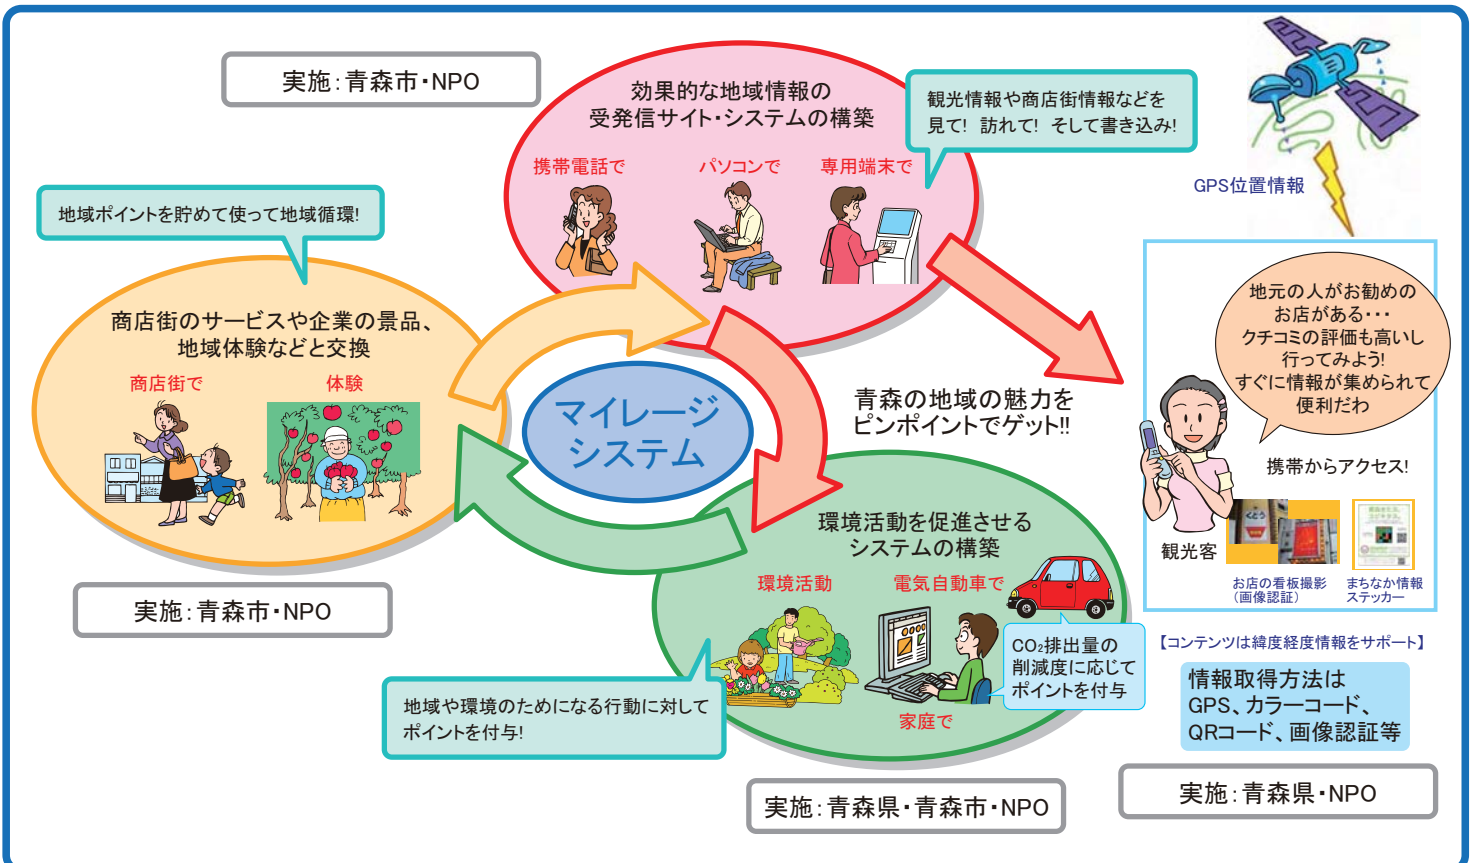 実施：青森市・NPO
効果的な地域情報の
受発信サイト・システムの構築
携帯電話で
パソコンで
専用端末で
観光情報や商店街情報などを
見て！ 訪れて！ そして書き込み！
GPS位置情報
地域ポイントを貯めて使って地域循環！
商店街のサービスや企業の景品、
地域体験などと交換
商店街で
体験
実施：青森市・NPO
マイレージ
システム
青森の地域の魅力を
ピンポイントでゲット!!
地元の人がお勧めの
お店がある・・・
クチコミの評価も高いし
行ってみよう！
すぐに情報が集められて
便利だわ
携帯からアクセス！
観光客
くどう
お店の看板撮影
（画像認証）
まちなか情報
ステッカー
環境活動を促進させる
システムの構築
環境活動
電気自動車で
家庭で
CO₂排出量の
削減度に応じて
ポイントを付与
地域や環境のためになる行動に対して
ポイントを付与！
実施：青森県・青森市・NPO
【コンテンツは緯度経度情報をサポート】
情報取得方法は
GPS、カラーコード、
QRコード、画像認証等
実施：青森県・NPO